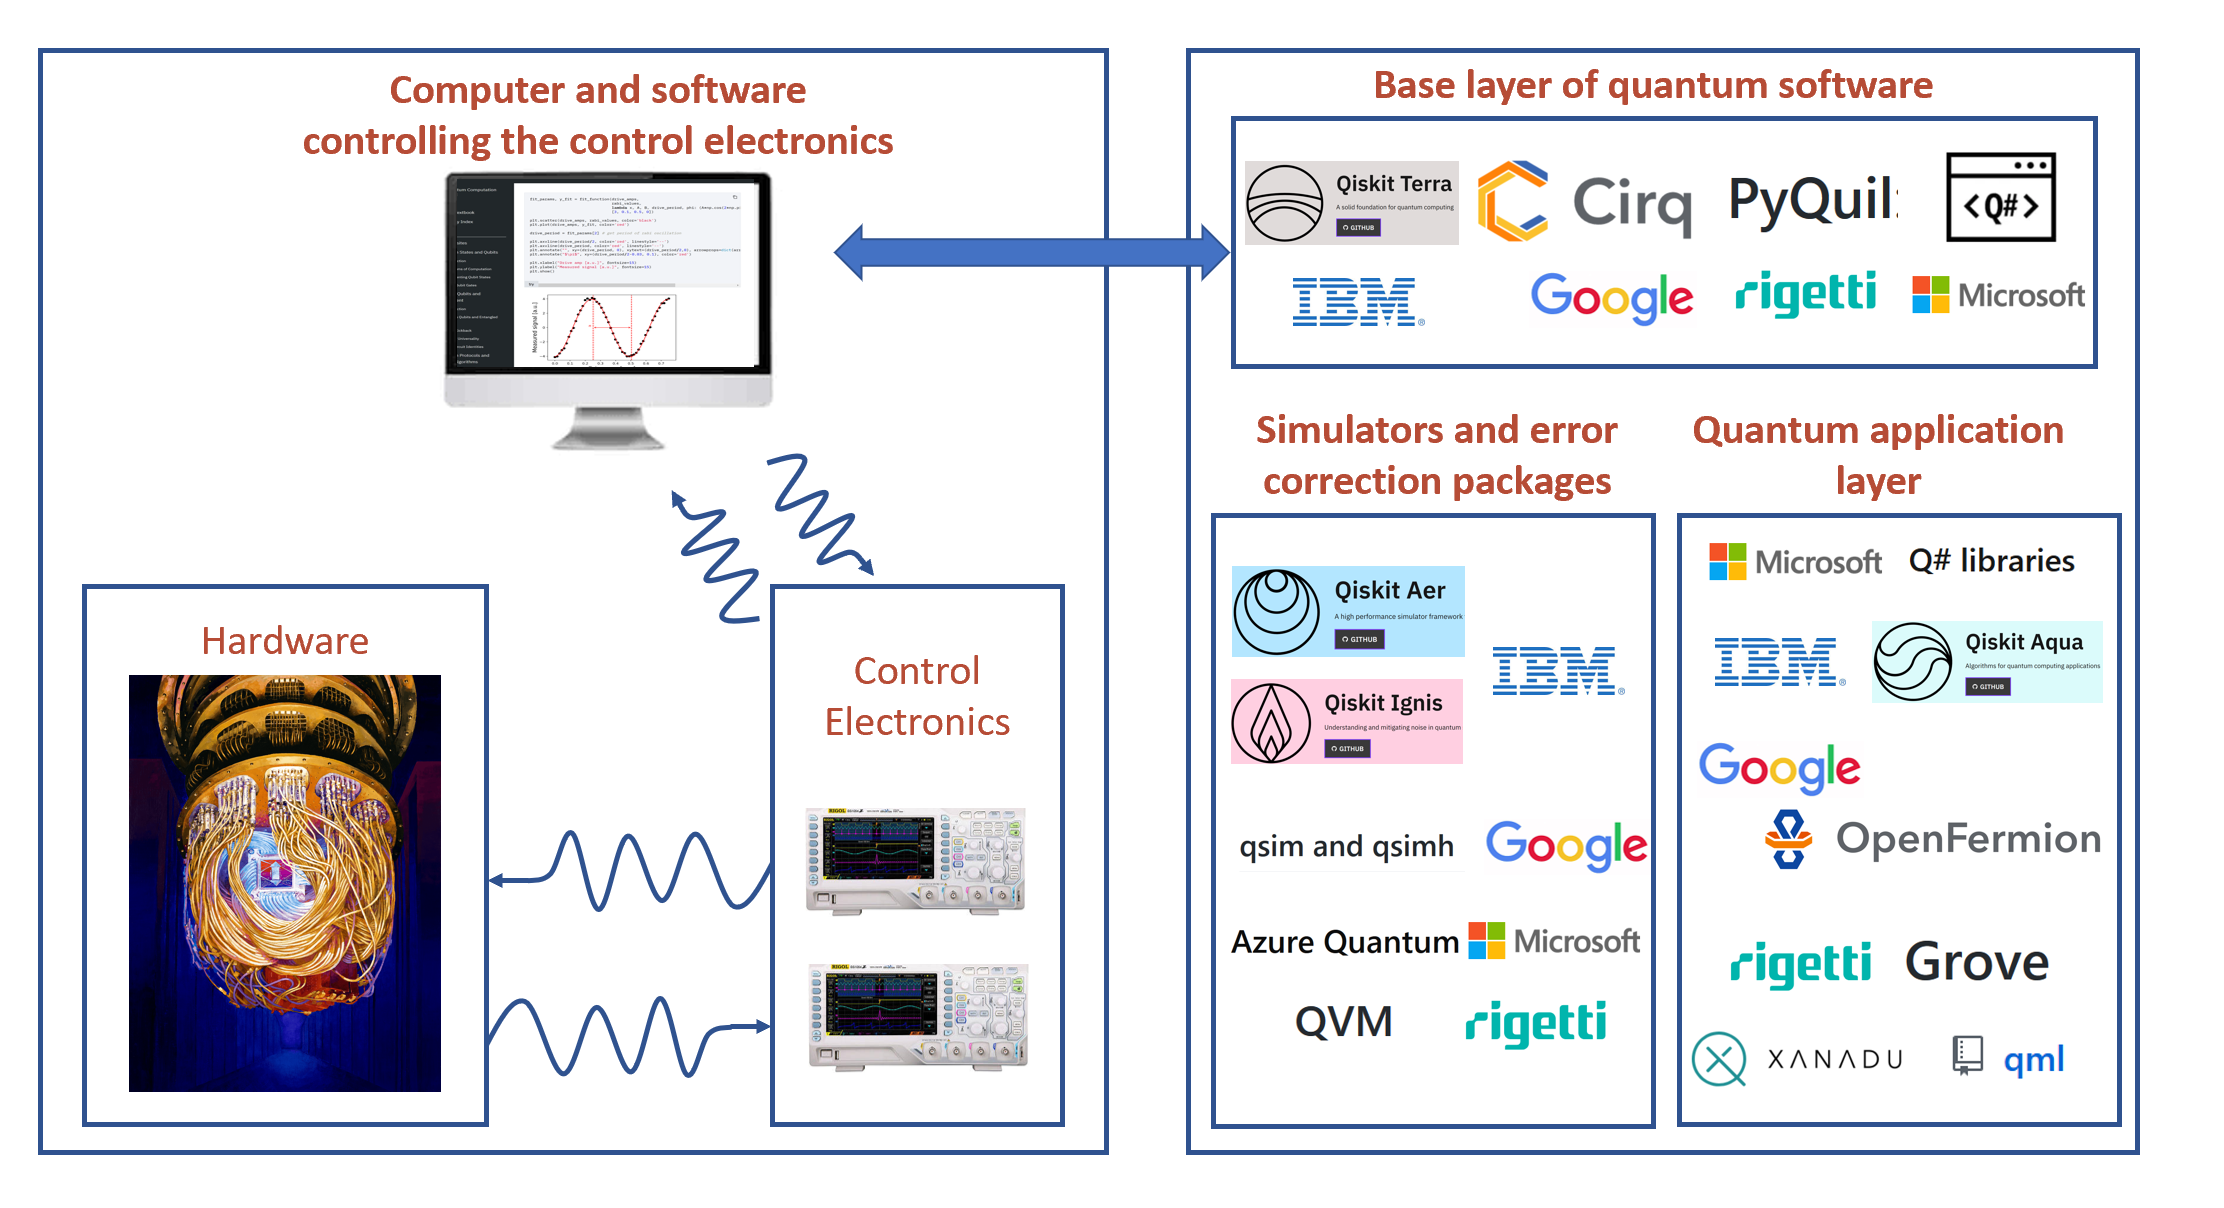 Computer and software
controlling the control electronics
Measured signal [a.u.]
Hardware
Control
Electronics
RIGOL
RIGOL
Base layer of quantum software
Qiskit Terra
A solid foundation for quantum computing
GITHUB
Cirq
PyQuil:
<Q#>
IBM®
Google
rigetti
Microsoft
Simulators and error
correction packages
Qiskit Aer
A high performance simulator framework
GITHUB
IBM®
Qiskit Ignis
Understanding and mitigating noise in quantum
GITHUB
qsim and qsimh
Google
Azure Quantum
Microsoft
QVM
rigetti
Quantum application
layer
Microsoft
Q# libraries
IBM®
Qiskit Aqua
Algorithms for quantum computing applications
GITHUB
Google
OpenFermion
rigetti
Grove
XANADU
qml